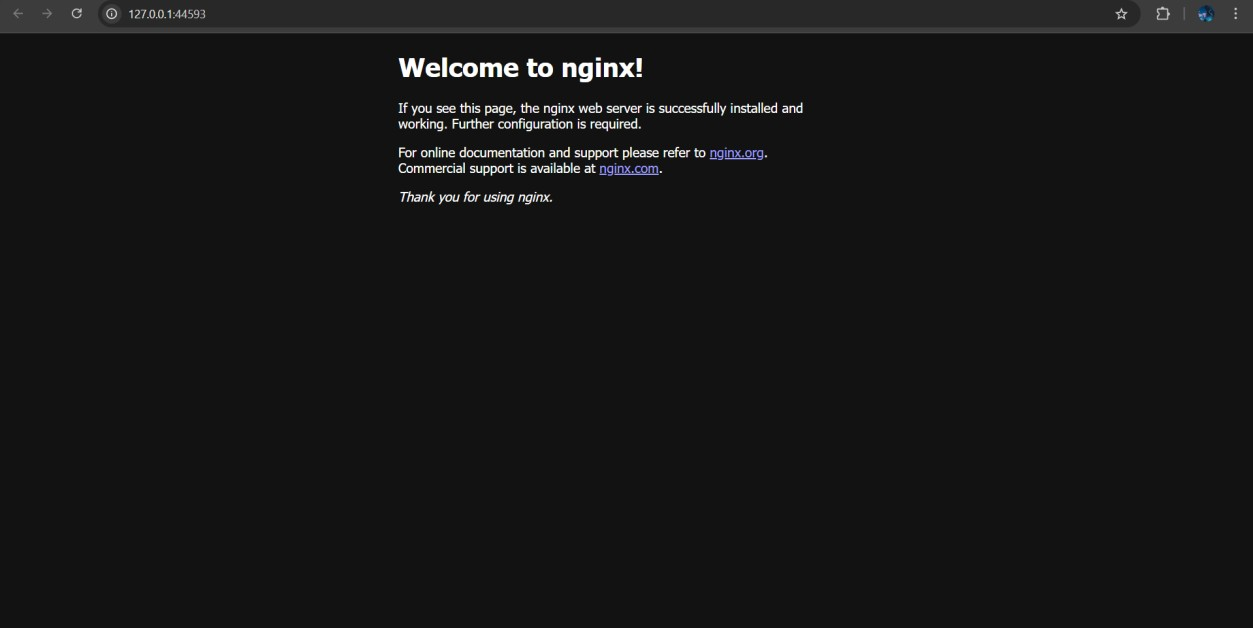 127.0.0.1:44593
Welcome to nginx!
If you see this page, the nginx web server is successfully installed and
working. Further configuration is required.
For online documentation and support please refer to nginx.org.
Commercial support is available at nginx.com.
Thank you for using nginx.